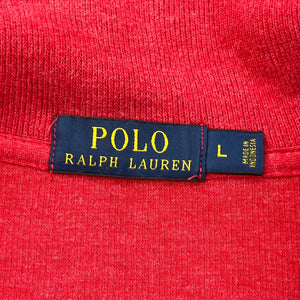 POLO
RALPH LAUREN
L
MADE IN
INDONESIA